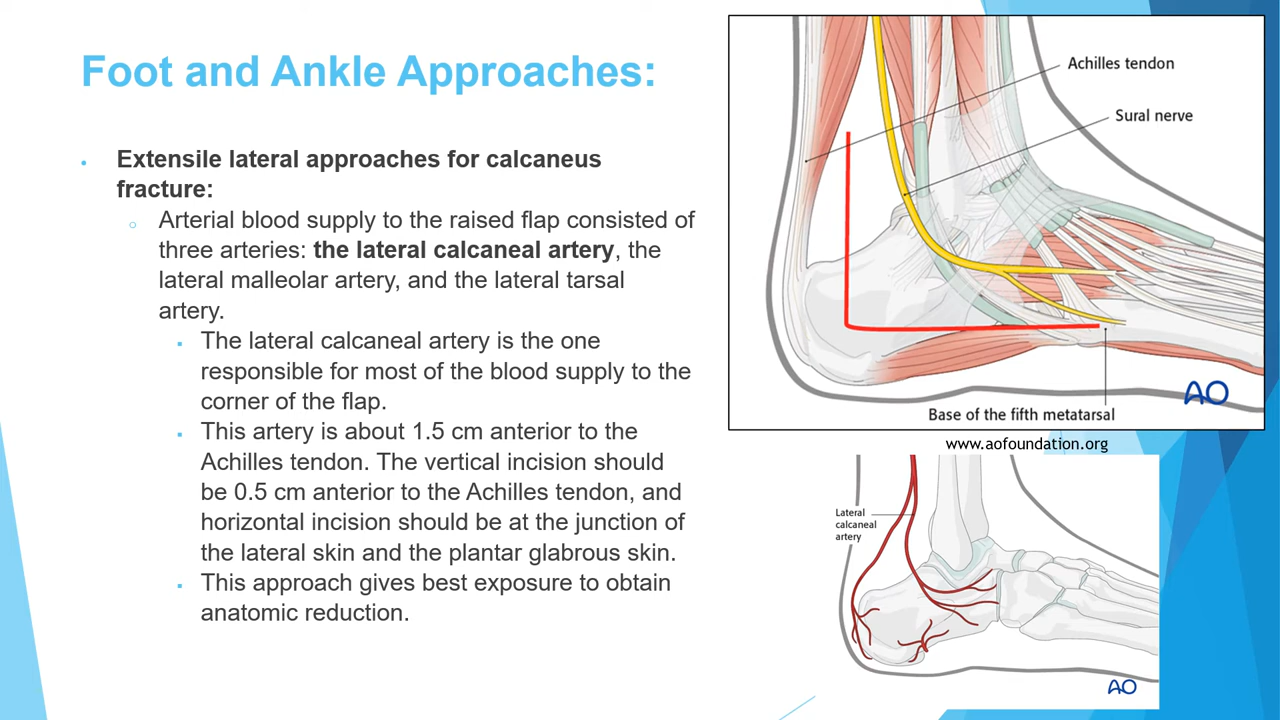 Foot and Ankle Approaches:
Extensile lateral approaches for calcaneus
fracture:
Arterial blood supply to the raised flap consisted of
three arteries: the lateral calcaneal artery, the
lateral malleolar artery, and the lateral tarsal
artery.
The lateral calcaneal artery is the one
responsible for most of the blood supply to the
corner of the flap.
This artery is about 1.5 cm anterior to the
Achilles tendon. The vertical incision should
be 0.5 cm anterior to the Achilles tendon, and
horizontal incision should be at the junction of
the lateral skin and the plantar glabrous skin.
This approach gives best exposure to obtain
anatomic reduction.
Achilles tendon
Sural nerve
AO
Base of the fifth metatarsal
www.aofoundation.org
Lateral
calcaneal
artery
AO